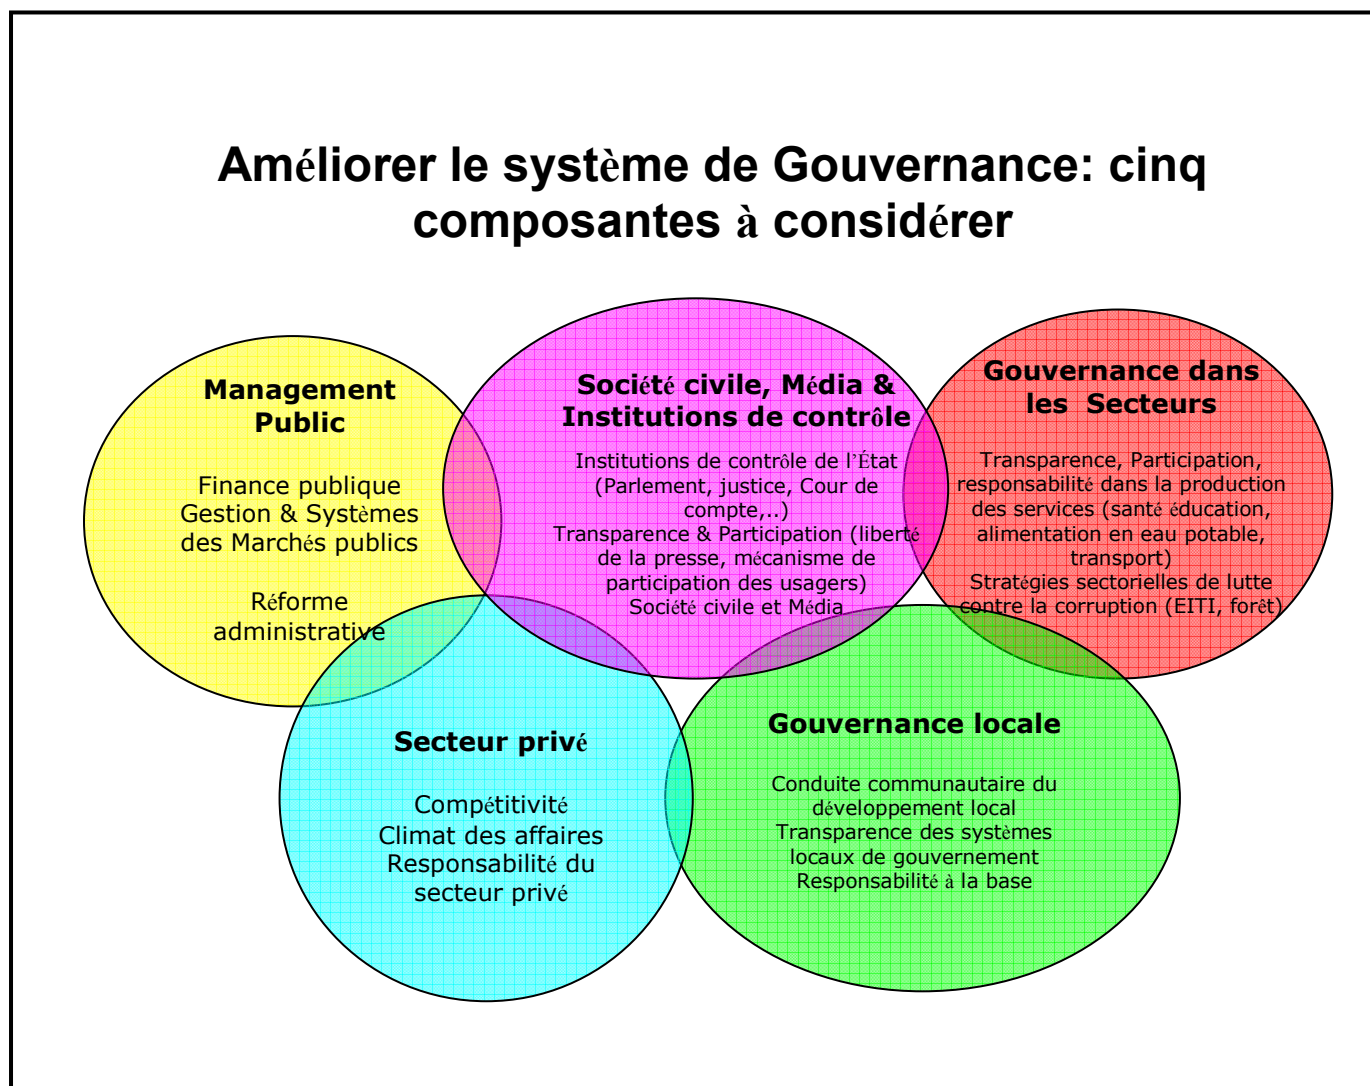 Améliorer le système de Gouvernance: cinq
composantes à considérer
Management
Public
Finance publique
Gestion & Systèmes
des Marchés publics
Réforme
administrative
Société civile, Média &
Institutions de contrôle
Institutions de contrôle de l’État
(Parlement, justice, Cour de
compte,..)
Transparence & Participation (liberté
de la presse, mécanisme de
participation des usagers)
Société civile et Média
Gouvernance dans
les Secteurs
Transparence, Participation,
responsabilité dans la production
des services (santé éducation,
alimentation en eau potable,
transport)
Stratégies sectorielles de lutte
contre la corruption (EITI, forêt)
Secteur privé
Compétitivité
Climat des affaires
Responsabilité du
secteur privé
Gouvernance locale
Conduite communautaire du
développement local
Transparence des systèmes
locaux de gouvernement
Responsabilité à la base